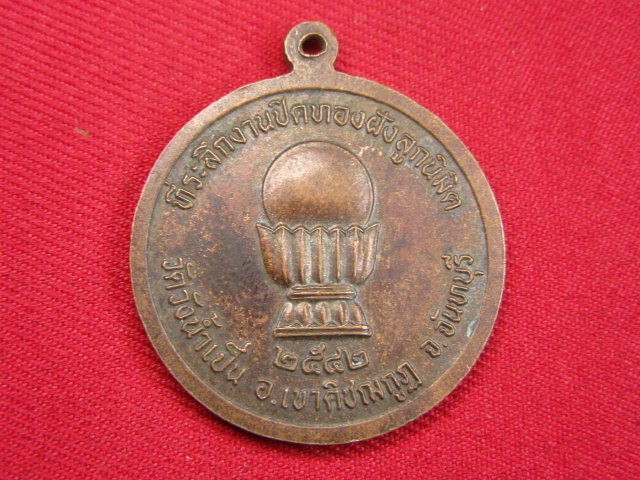 ที่ระลึกงานปิดทองฝังลูกนิมิต
๒๕๔๒
วัดวังน้ำเย็น อ.เขาคิชฌกูฏ จ.จันทบุรี